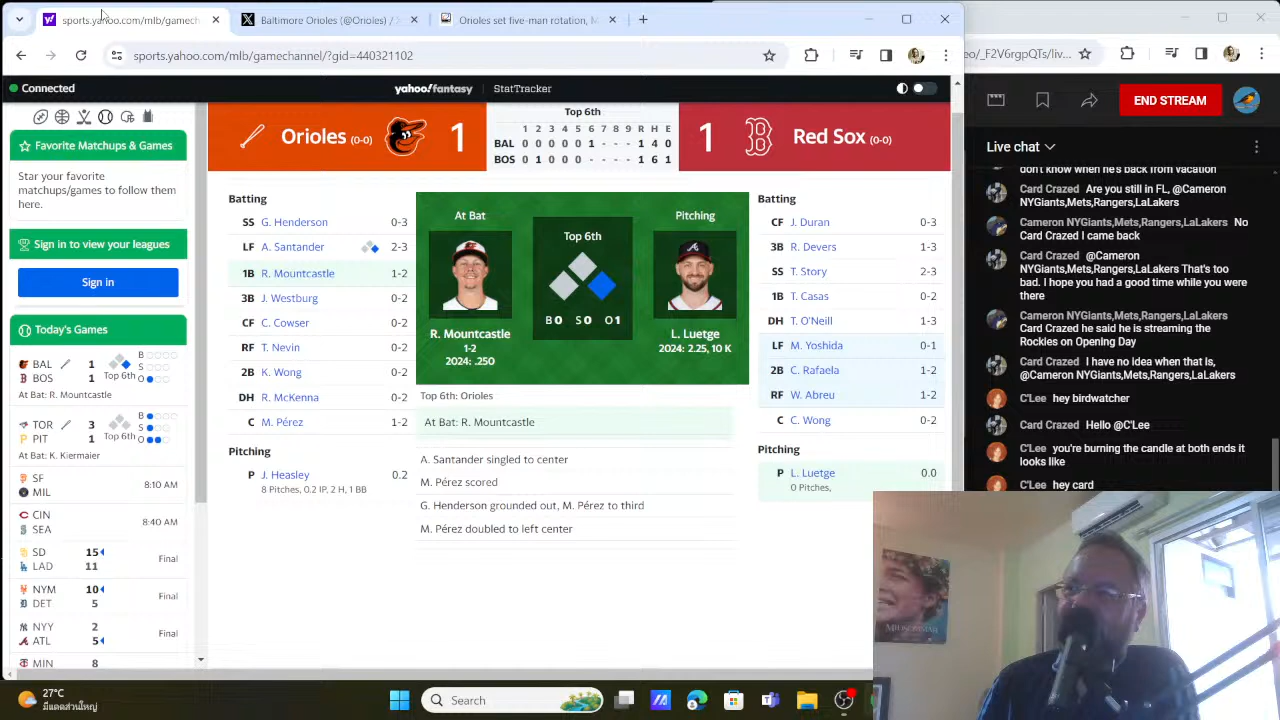 sports.yahoo.com/mlb/gamech
Baltimore Orioles (@Orioles) /
Orioles set five-man rotation, M
sports.yahoo.com/mlb/gamechannel/?gid=440321102
eo/_F2V6rgpQTs/liv
Connected
yahoo!fantasy
StatTracker
END STREAM
Favorite Matchups & Games
Star your favorite
matchups/games to follow them
here.
Sign in to view your leagues
Sign in
Today's Games
BAL 1
BOS 1
Top 6th
B
S
O
At Bat: R. Mountcastle
TOR 3
PIT 1
Top 6th
B
S
O
At Bat: K. Kiermaier
SF
MIL
8:10 AM
CIN
SEA
8:40 AM
SD 15
LAD 11
Final
NYM 10
DET 5
Final
NYY 2
ATL 5
Final
MIN 8
Orioles (0-0) 1
Top 6th
1 2 3 4 5 6 7 8 9 R H E
BAL 0 0 0 0 0 1 - - - 1 4 0
BOS 0 1 0 0 0 - - - - 1 6 1
1 B Red Sox (0-0)
Batting
SS G. Henderson 0-3
LF A. Santander 2-3
1B R. Mountcastle 1-2
3B J. Westburg 0-2
CF C. Cowser 0-2
RF T. Nevin 0-2
2B K. Wong 0-2
DH R. McKenna 0-2
C M. Pérez 1-2
Pitching
P J. Heasley 0.2
8 Pitches, 0.2 IP, 2 H, 1 BB
At Bat
R. Mountcastle
1-2
2024: .250
Top 6th
B 0 S 0 O 1
Pitching
L. Luetge
2024: 2.25, 10 K
Top 6th: Orioles
At Bat: R. Mountcastle
A. Santander singled to center
M. Pérez scored
G. Henderson grounded out, M. Pérez to third
M. Pérez doubled to left center
Batting
CF J. Duran 0-3
3B R. Devers 1-3
SS T. Story 2-3
1B T. Casas 0-2
DH T. O'Neill 1-3
LF M. Yoshida 0-1
2B C. Rafaela 1-2
RF W. Abreu 1-2
C C. Wong 0-2
Pitching
P L. Luetge 0.0
0 Pitches,
Live chat
don't know when he's back from vacation
Card Crazed Are you still in FL, @Cameron
NYGiants,Mets,Rangers,LaLakers
Cameron NYGiants,Mets,Rangers,LaLakers No
Card Crazed I came back
Card Crazed @Cameron
NYGiants,Mets,Rangers,LaLakers That's too
bad. I hope you had a good time while you were
there
Cameron NYGiants,Mets,Rangers,LaLakers
Card Crazed he said he is streaming the
Rockies on Opening Day
Card Crazed I have no idea when that is,
@Cameron NYGiants,Mets,Rangers,LaLakers
C'Lee hey birdwatcher
Card Crazed Hello @C'Lee
C'Lee you're burning the candle at both ends it
looks like
C'Lee hey card
27°C
มีแดดส่วนใหญ่
Search